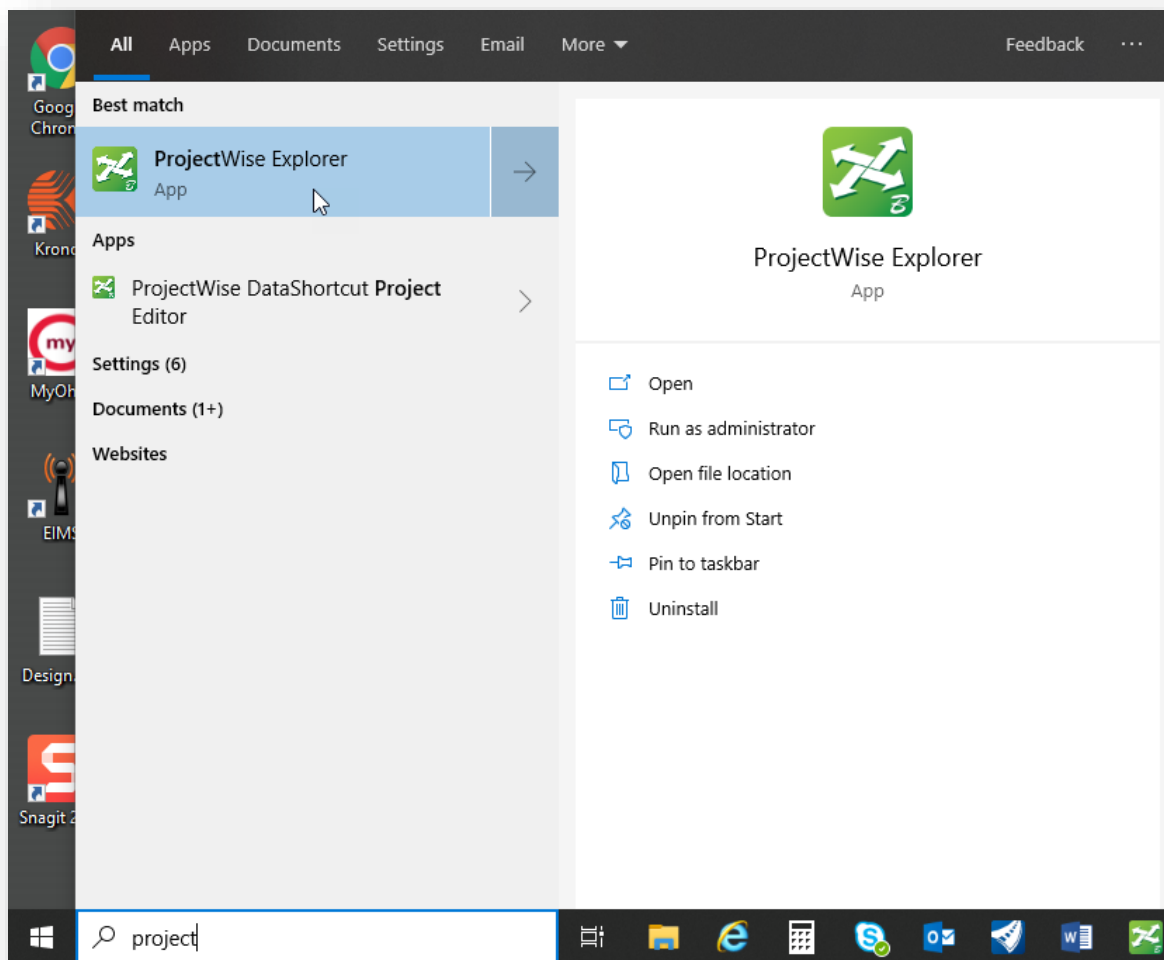 All Apps Documents Settings Email More Feedback ...
Best match
ProjectWise Explorer
App
Apps
ProjectWise DataShortcut Project
Editor
Settings (6)
Documents (1+)
Websites
ProjectWise Explorer
App
Open
Run as administrator
Open file location
Unpin from Start
Pin to taskbar
Uninstall
Goog
Chron
Krono
my
MyOh
EIMS
Design.
S
Snagit 2
project
B
B